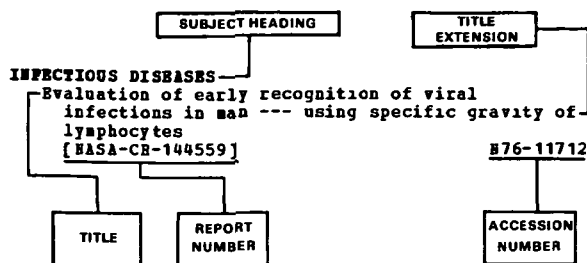 SUBJECT HEADING
TITLE
EXTENSION
INFECTIOUS DISEASES
Evaluation of early recognition of viral
infections in man --- using specific gravity of
lymphocytes
[NASA-CR-144559] N76-11712
TITLE
REPORT
NUMBER
ACCESSION
NUMBER